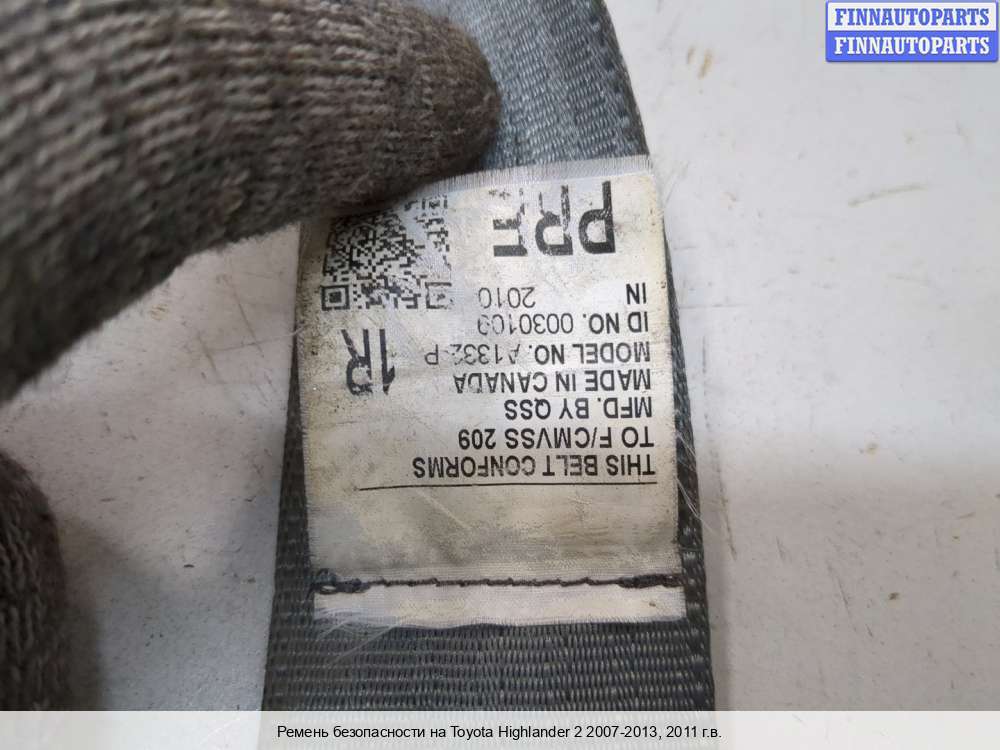 FINNAUTOPARTS
FINNAUTOPARTS
THIS BELT CONFORMS
TO F/CMVSS 209
MFD. BY QSS
MADE IN CANADA
MODEL NO. A1332-P
1R
ID NO. 0030109
IN 2010
PRE
Ремень безопасности на Toyota Highlander 2 2007-2013, 2011 г.в.